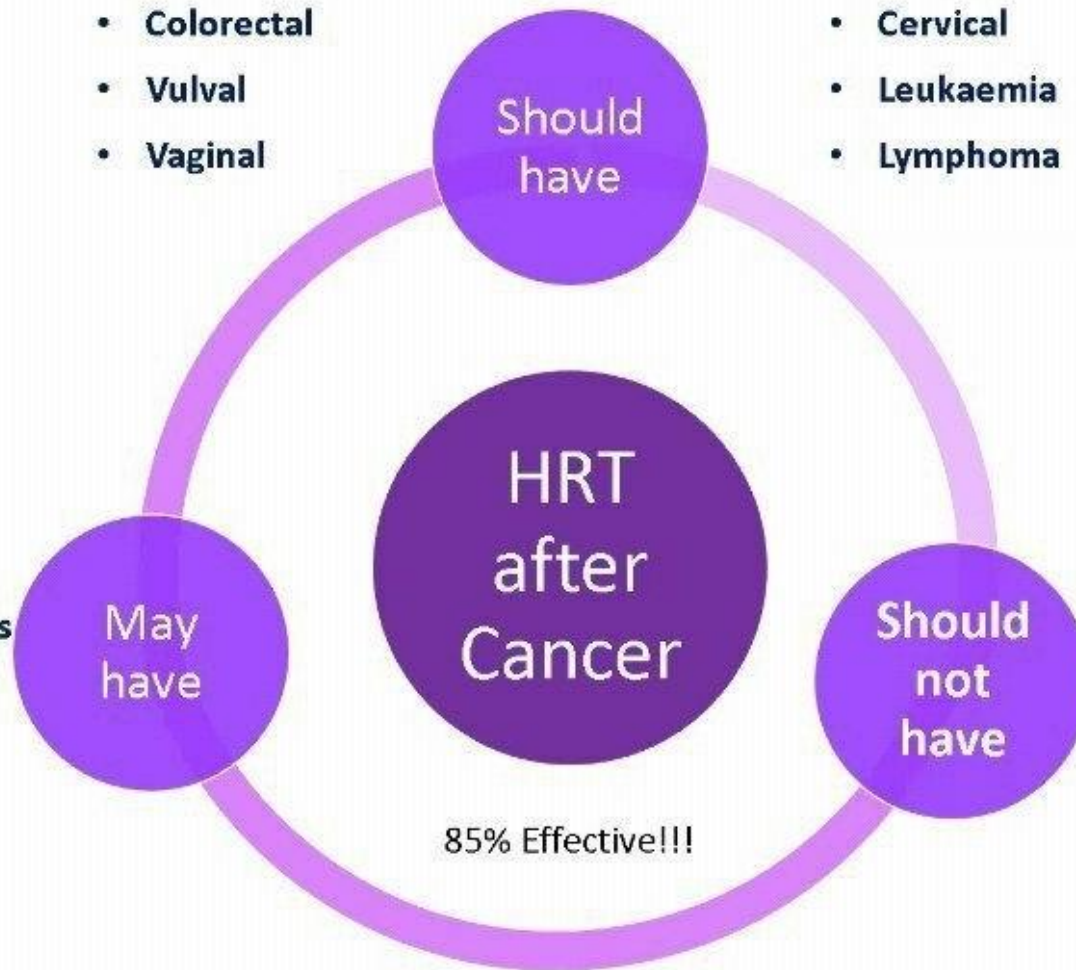 • Colorectal
• Vulval
• Vaginal
Should
have
• Cervical
• Leukaemia
• Lymphoma
HRT
after
Cancer
May
have
Should
not
have
85% Effective!!!